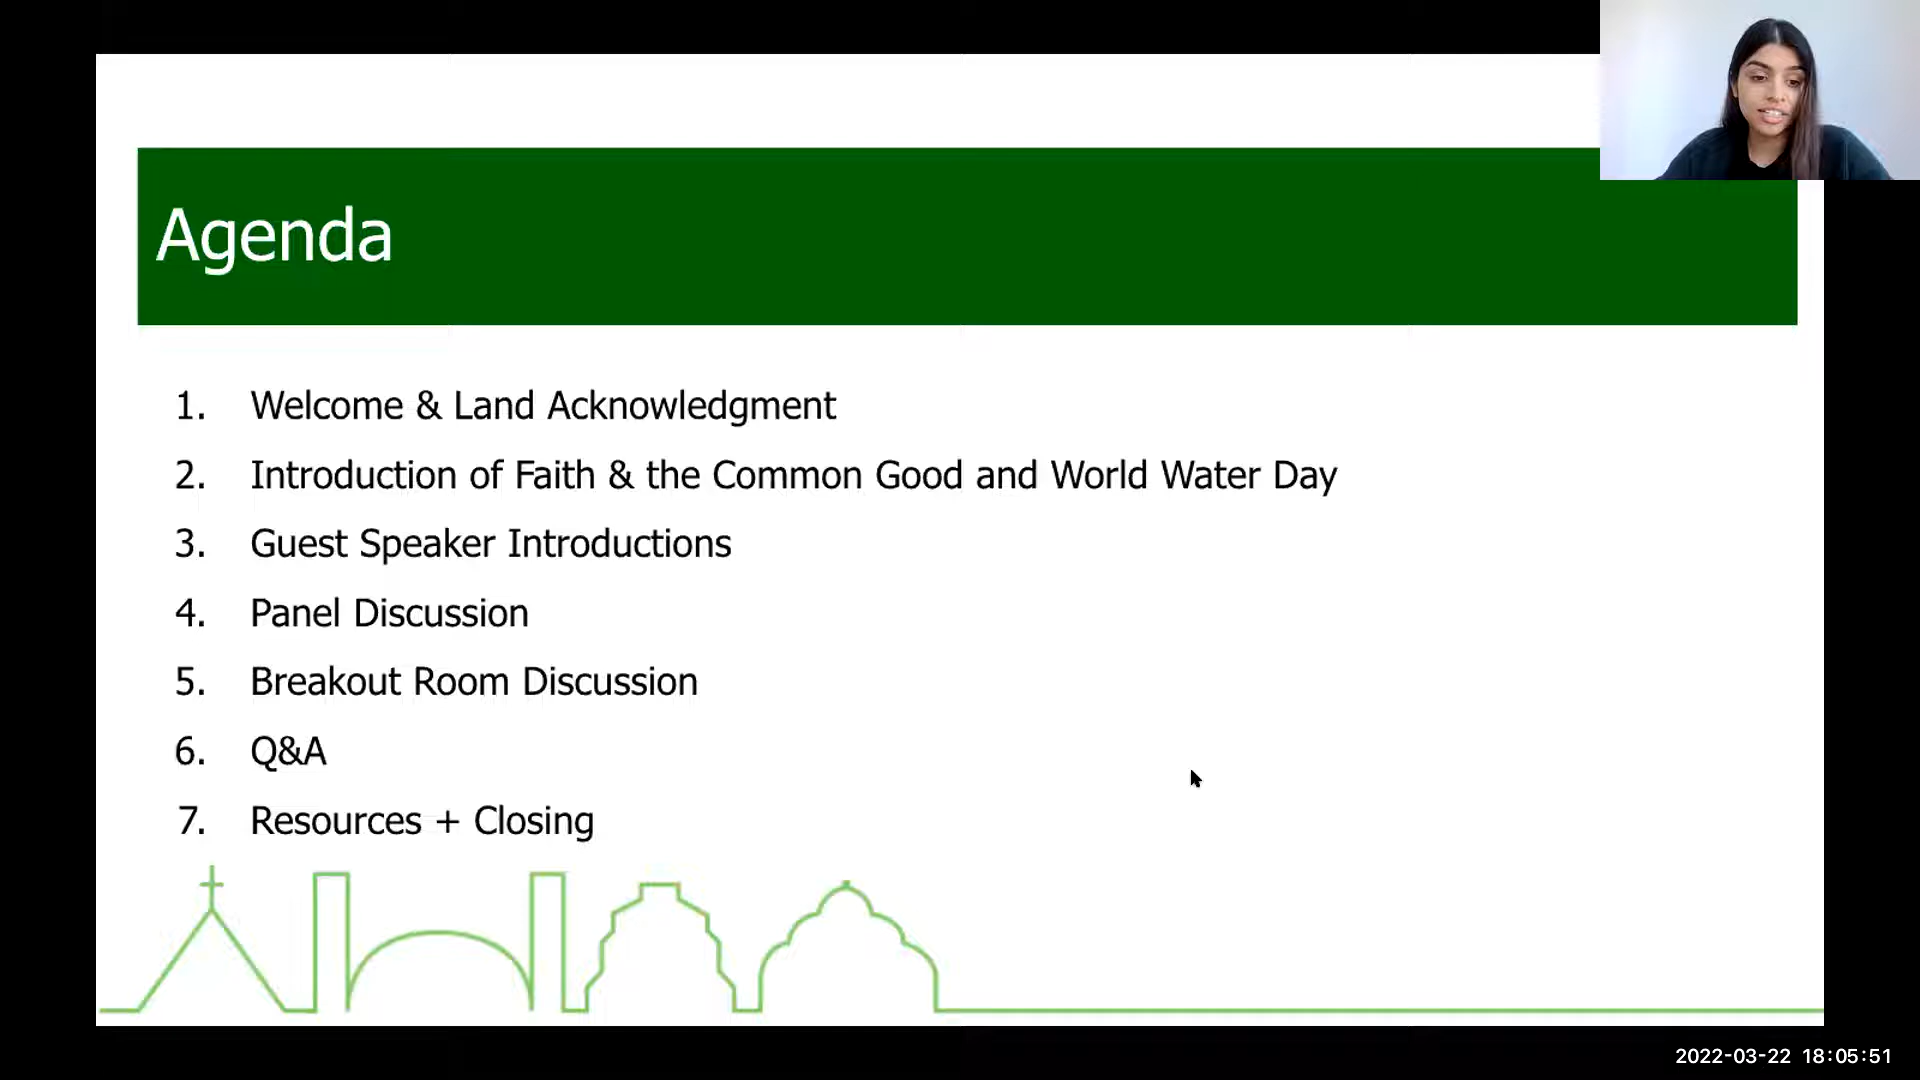 Agenda
1. Welcome & Land Acknowledgment
2. Introduction of Faith & the Common Good and World Water Day
3. Guest Speaker Introductions
4. Panel Discussion
5. Breakout Room Discussion
6. Q&A
7. Resources + Closing
2022-03-22 18:05:51